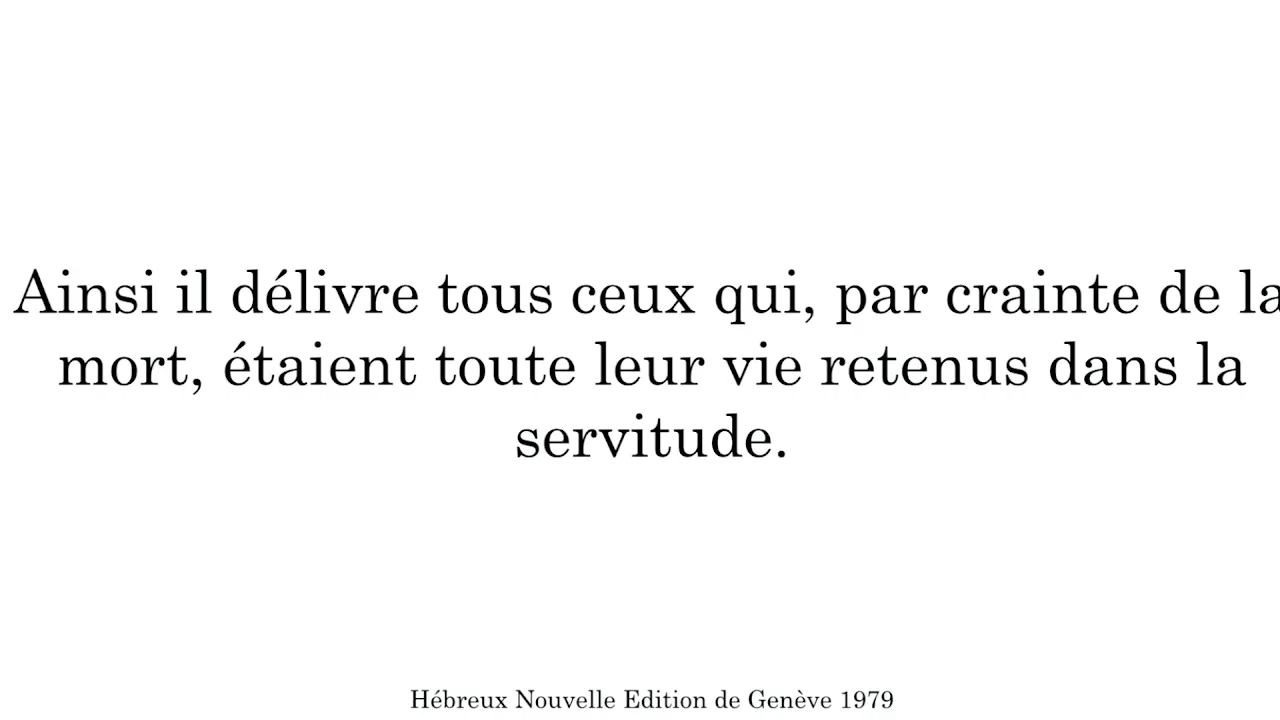 Ainsi il délivre tous ceux qui, par crainte de la
mort, étaient toute leur vie retenus dans la
servitude.
Hébreux Nouvelle Edition de Genève 1979